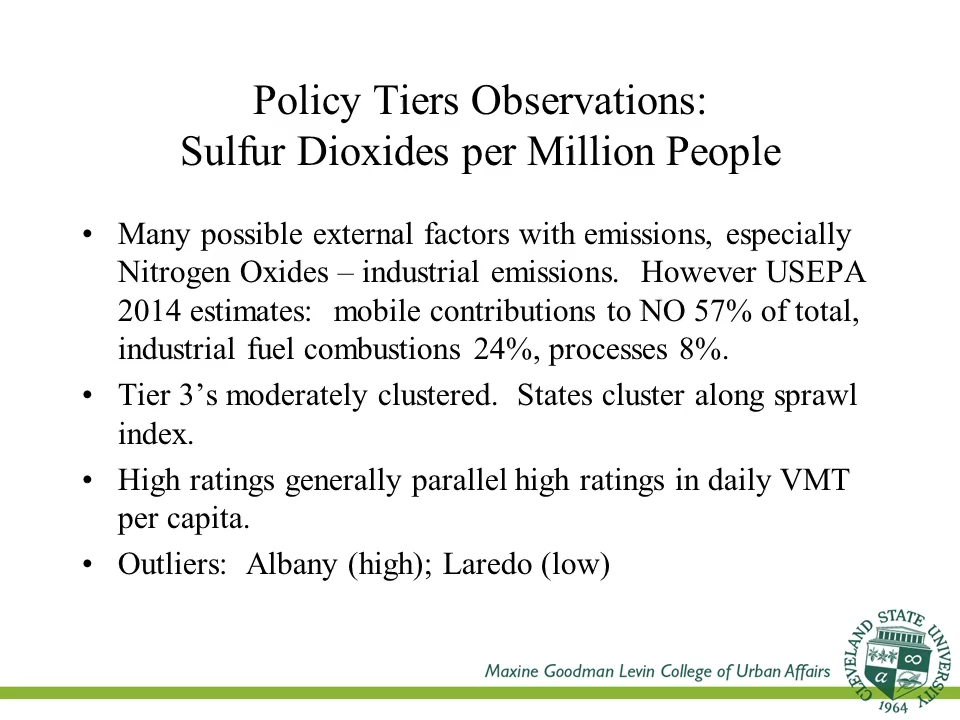 Policy Tiers Observations:
Sulfur Dioxides per Million People
• Many possible external factors with emissions, especially
Nitrogen Oxides – industrial emissions.  However USEPA
2014 estimates:  mobile contributions to NO 57% of total,
industrial fuel combustions 24%, processes 8%.
• Tier 3’s moderately clustered.  States cluster along sprawl
index.
• High ratings generally parallel high ratings in daily VMT
per capita.
• Outliers:  Albany (high); Laredo (low)
Maxine Goodman Levin College of Urban Affairs
CLEVELAND STATE UNIVERSITY
1964